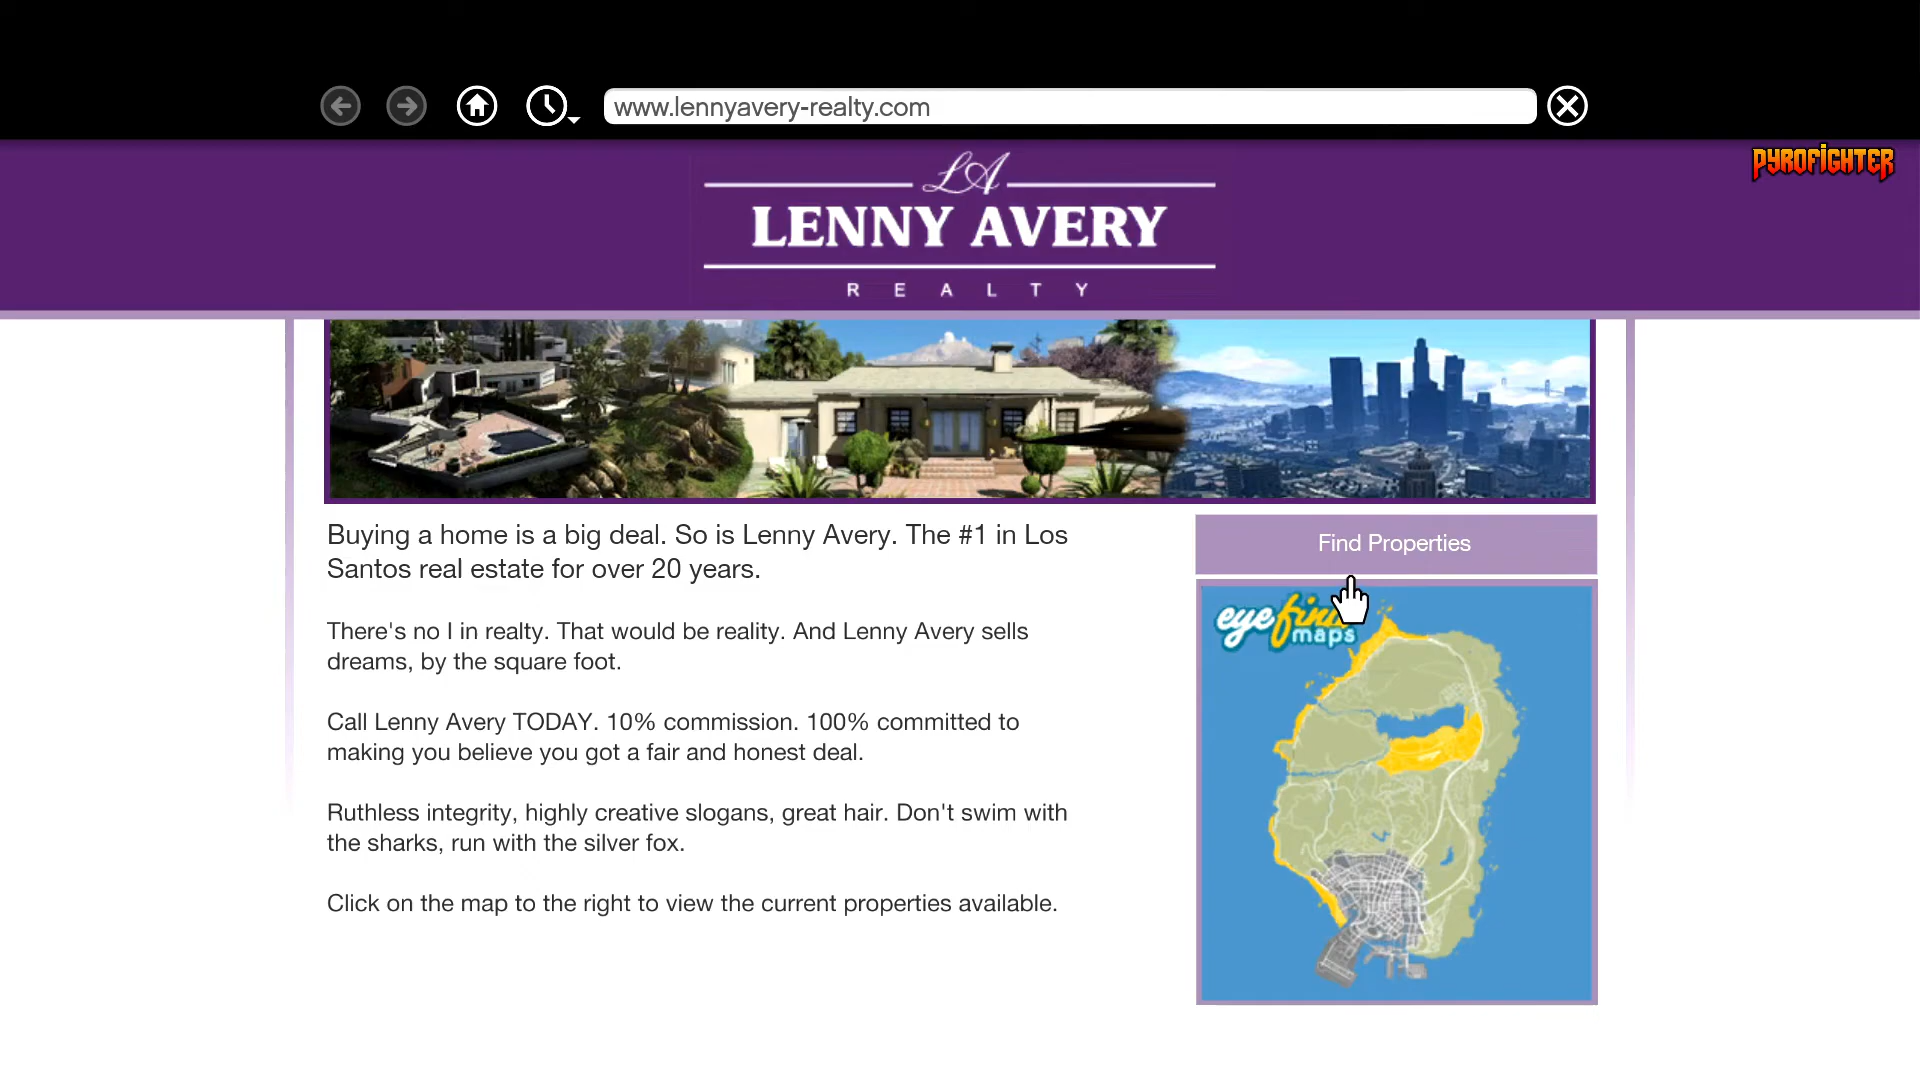 www.lennyavery-realty.com
PYROFIGHTER
LA
LENNY AVERY
REALTY
Buying a home is a big deal. So is Lenny Avery. The #1 in Los
Santos real estate for over 20 years.
There's no I in realty. That would be reality. And Lenny Avery sells
dreams, by the square foot.
Call Lenny Avery TODAY. 10% commission. 100% committed to
making you believe you got a fair and honest deal.
Ruthless integrity, highly creative slogans, great hair. Don't swim with
the sharks, run with the silver fox.
Click on the map to the right to view the current properties available.
Find Properties
eyefind
maps